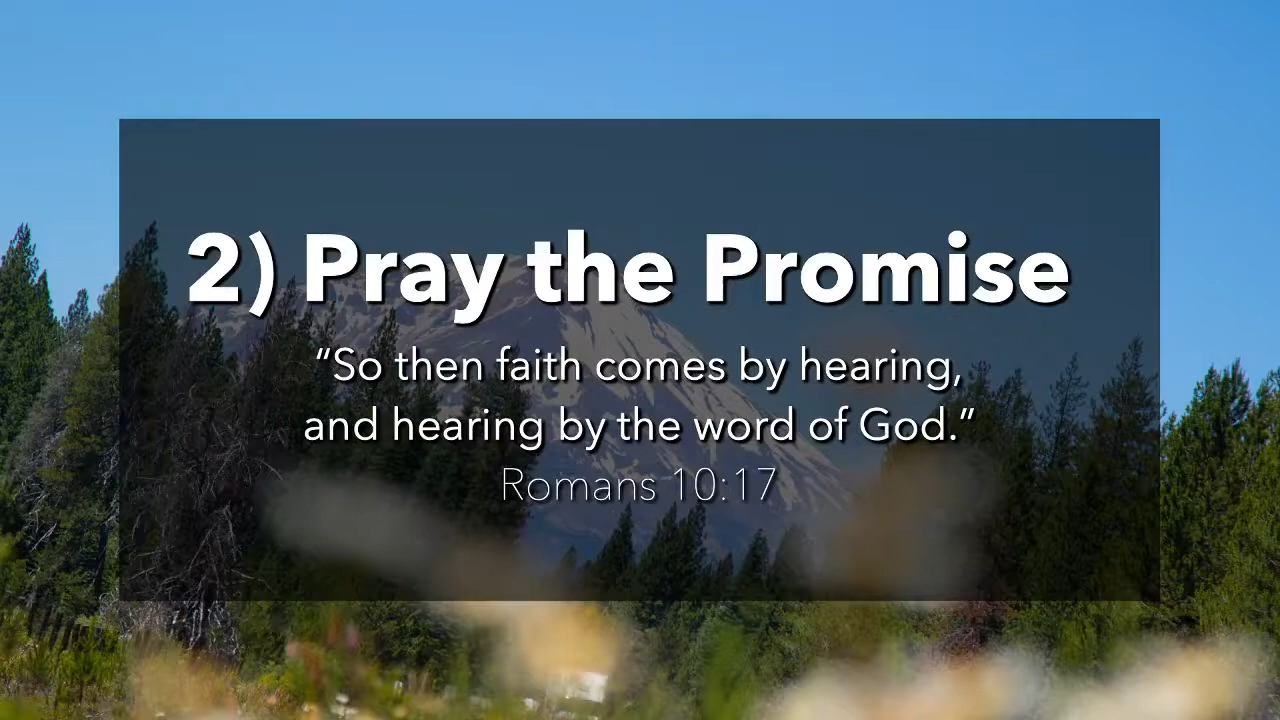 2) Pray the Promise
“So then faith comes by hearing,
and hearing by the word of God.”
Romans 10:17